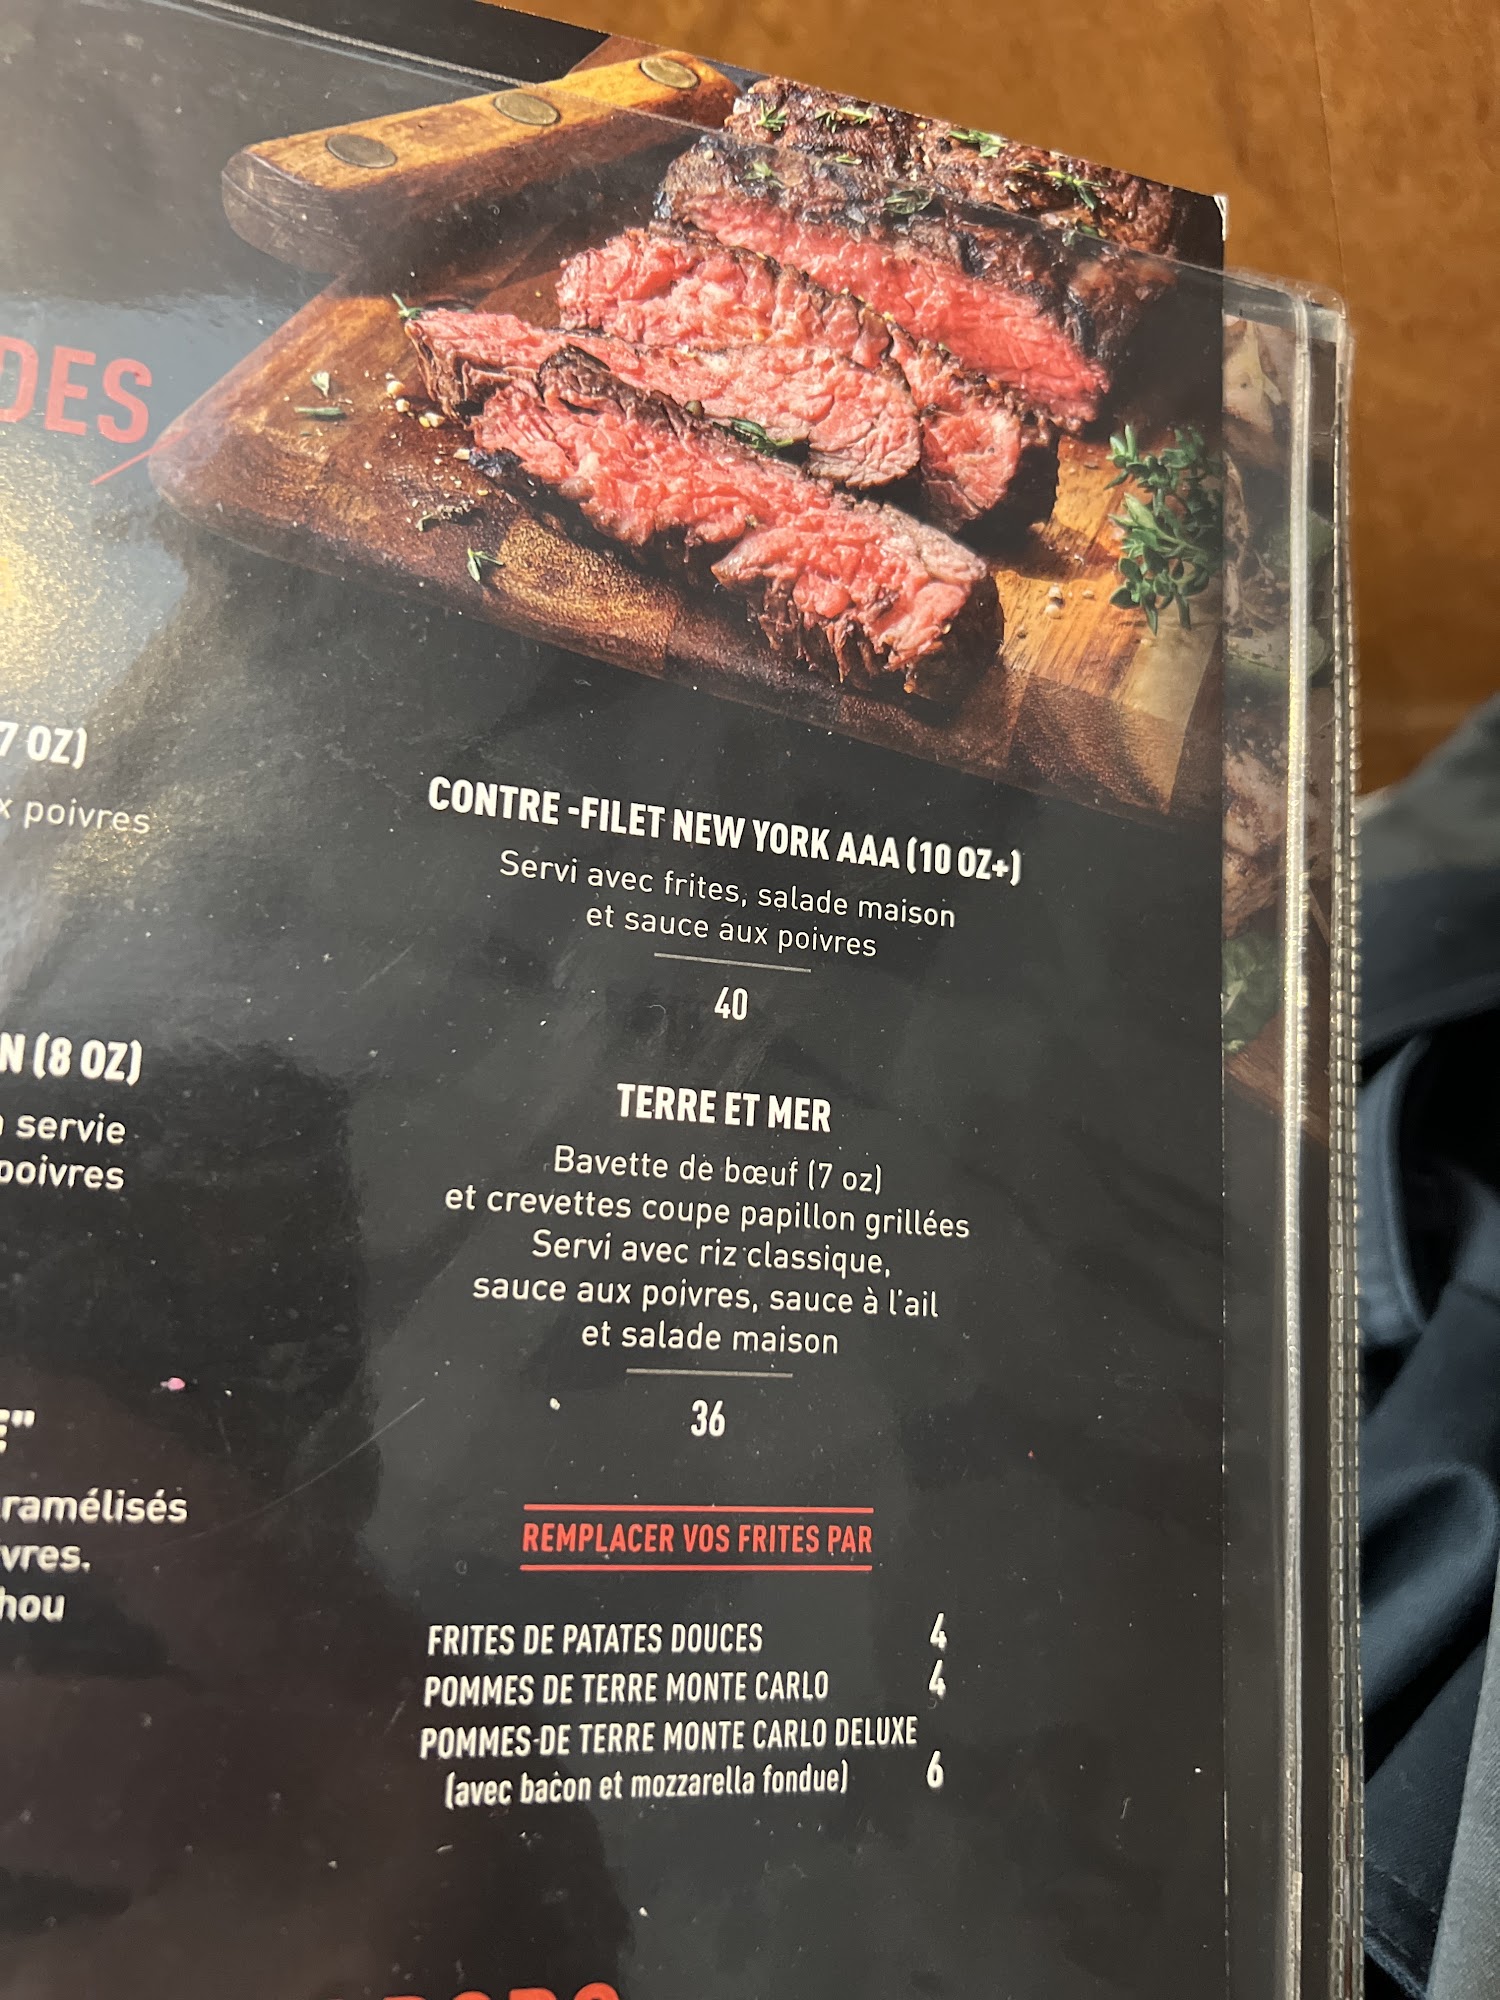 DES
7 OZ)
poivres
(8 OZ)
servie
poivres
CONTRE -FILET NEW YORK AAA (10 OZ+)
Servi avec frites, salade maison
et sauce aux poivres
40
TERRE ET MER
Bavette de bœuf (7 oz)
et crevettes coupe papillon grillées
Servi avec riz classique,
sauce aux poivres, sauce à l'ail
et salade maison
36
REMPLACER VOS FRITES PAR
FRITES DE PATATES DOUCES 4
POMMES DE TERRE MONTE CARLO 4
POMMES-DE TERRE MONTE CARLO DELUXE
(avec bacon et mozzarella fondue) 6